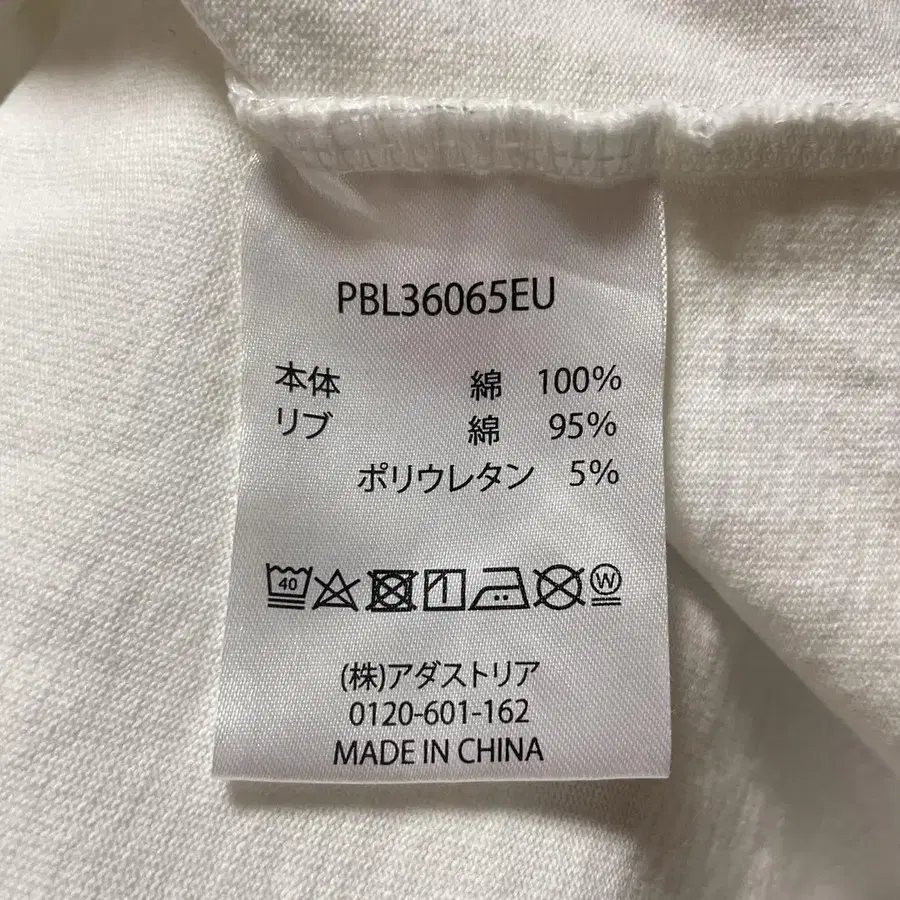 PBL36065EU
本体 綿 100%
リブ 綿 95%
ポリウレタン 5%
40 W
(株)アダストリア
0120-601-162
MADE IN CHINA